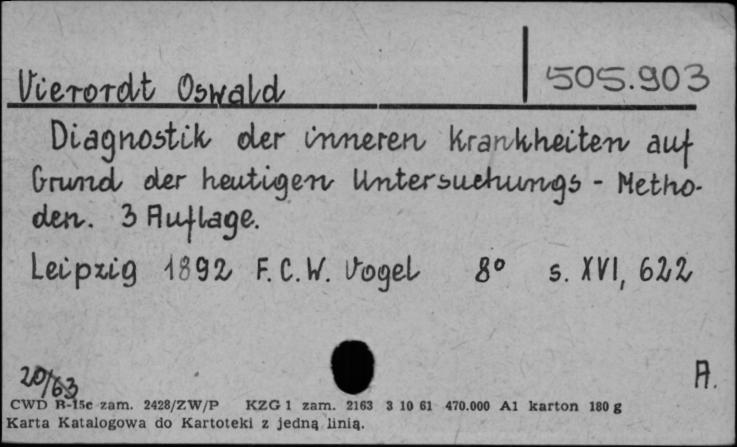 Vierordt Oswald 505.903
Diagnostik der inneren Krankheiten auf
Grund der heutigen Untersuchungs - Metho-
den. 3 Auflage.
Leipzig 1892 F. C. W. Vogel 8° s. XVI, 622
20/63 A.
CWD B-15c zam. 2428/ZW/P KZG 1 zam. 2163 3 10 61 470.000 A1 karton 180 g
Karta Katalogowa do Kartoteki z jedną linią.